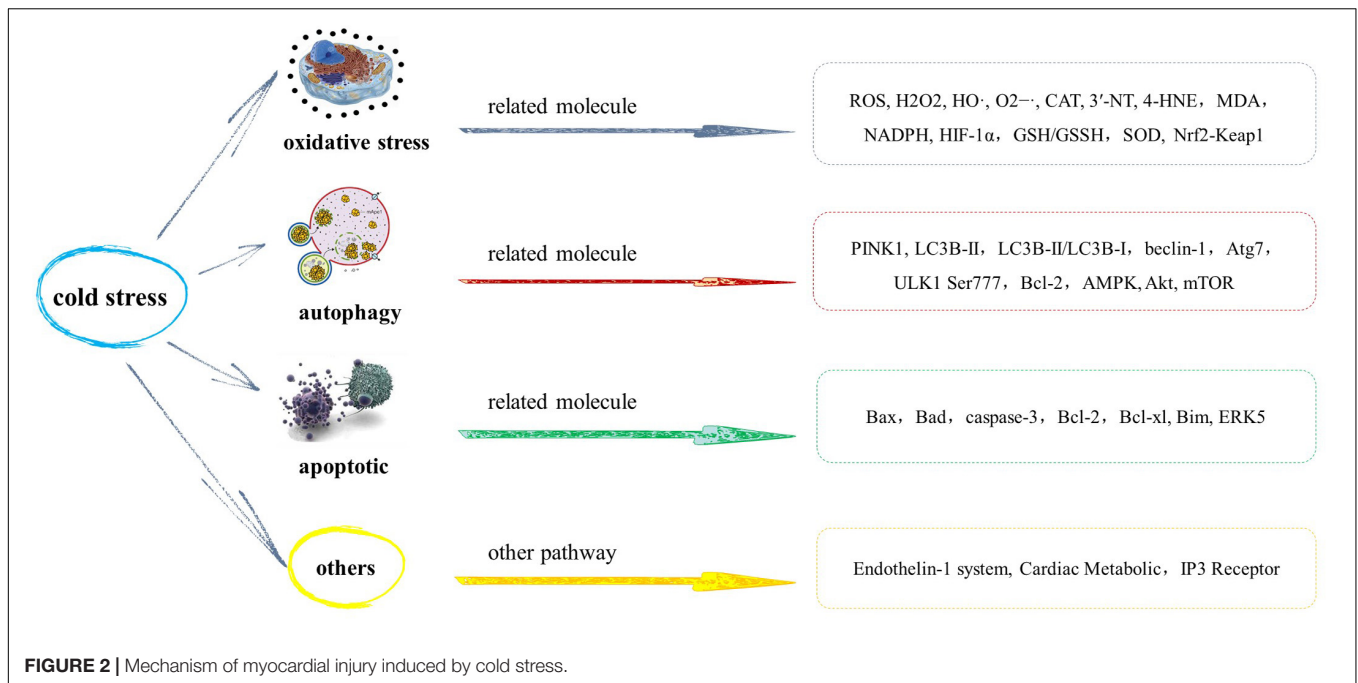 oxidative stress
related molecule
ROS, H2O2, HO·, O2−·, CAT, 3′-NT, 4-HNE，MDA，
NADPH, HIF-1α，GSH/GSSH，SOD, Nrf2-Keap1
mApe1
autophagy
related molecule
PINK1, LC3B-II，LC3B-II/LC3B-I，beclin-1，Atg7，
ULK1 Ser777，Bcl-2，AMPK, Akt, mTOR
cold stress
apoptotic
related molecule
Bax，Bad，caspase-3，Bcl-2，Bcl-xl, Bim, ERK5
others
other pathway
Endothelin-1 system, Cardiac Metabolic，IP3 Receptor
FIGURE 2 | Mechanism of myocardial injury induced by cold stress.